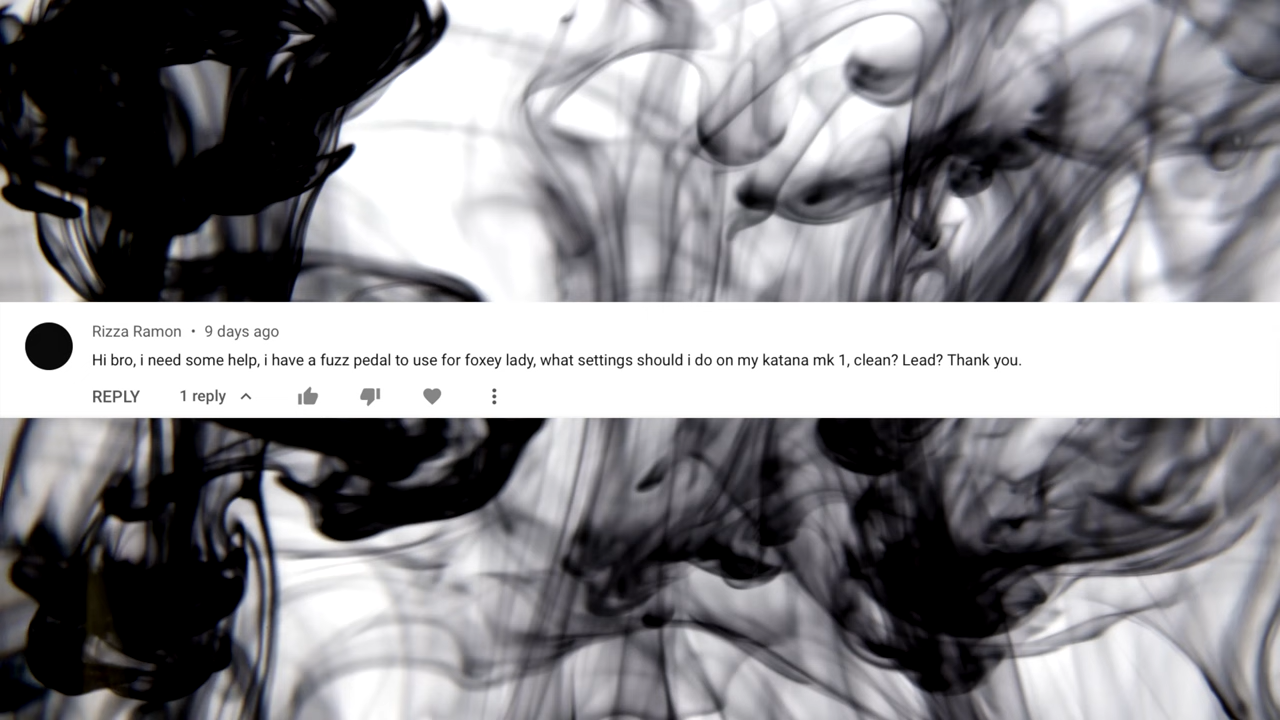 Rizza Ramon • 9 days ago
Hi bro, i need some help, i have a fuzz pedal to use for foxey lady, what settings should i do on my katana mk 1, clean? Lead? Thank you.
REPLY 1 reply